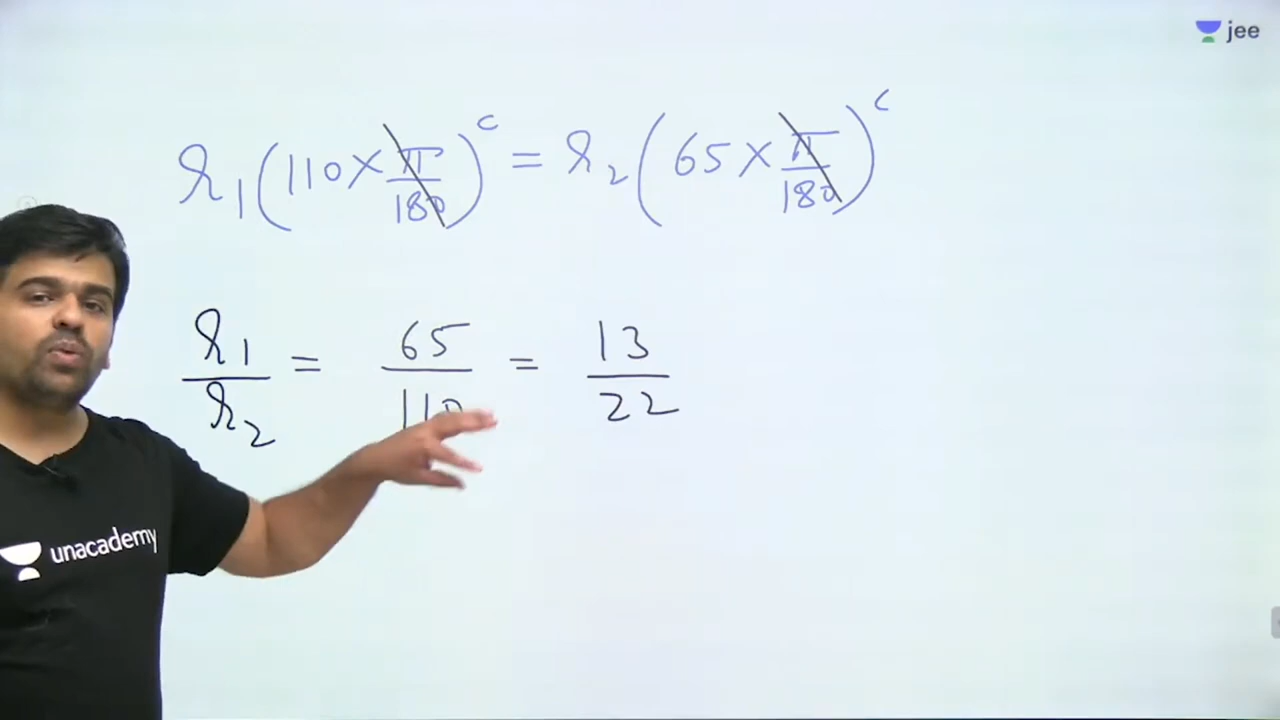 jee
r₁(110×π/180)ᶜ = r₂(65×π/180)ᶜ
r₁/r₂ = 65/110 = 13/22
unacademy